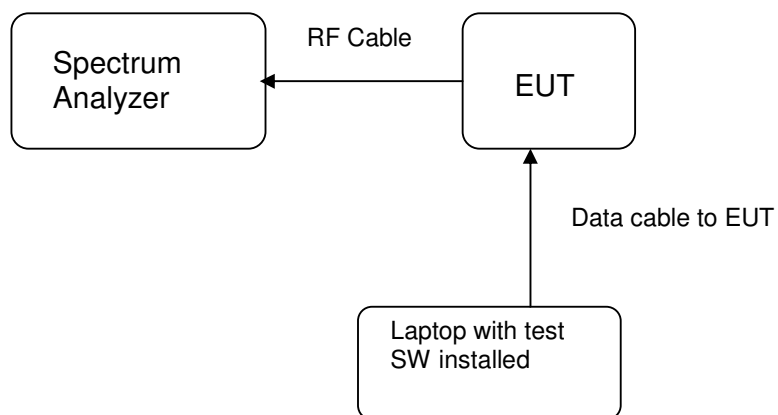 RF Cable
Spectrum
Analyzer
EUT
Data cable to EUT
Laptop with test
SW installed